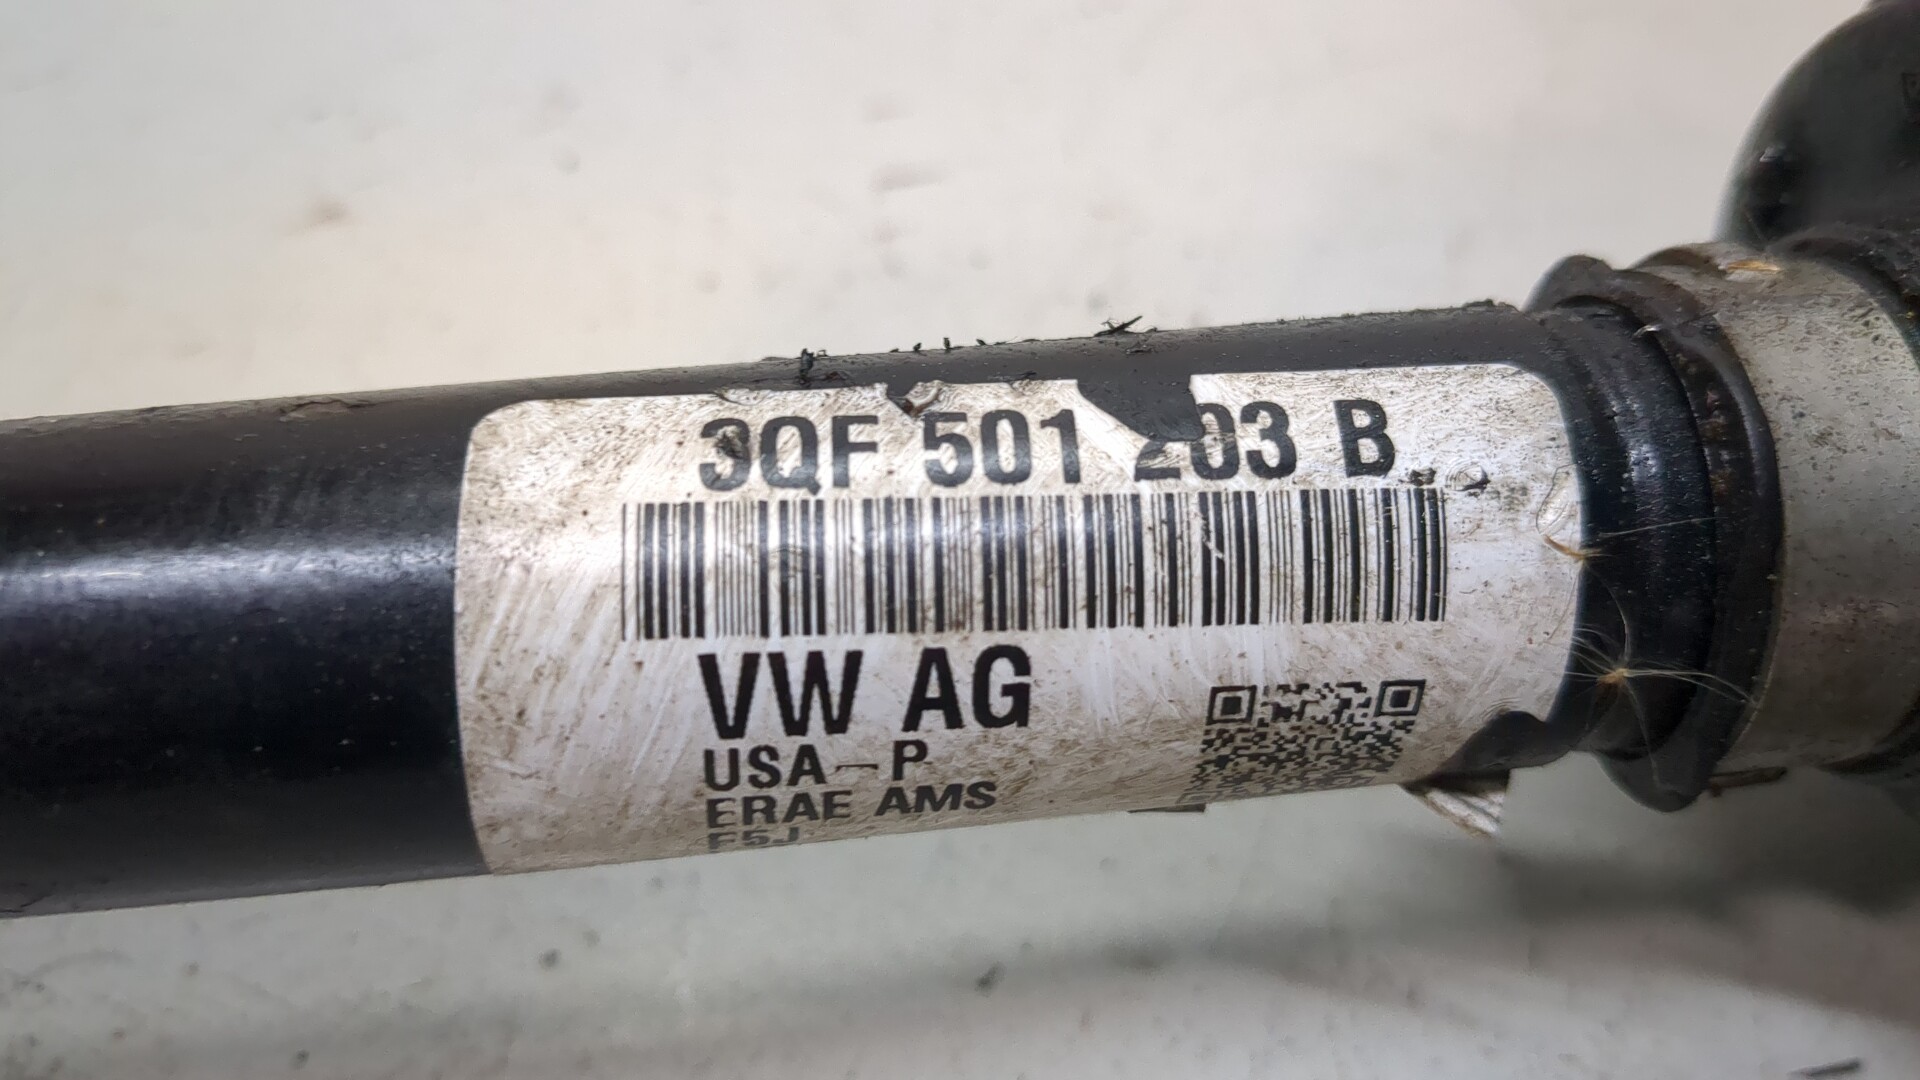 3QF 501 203 B
VW AG
USA-P
ERAE AMS